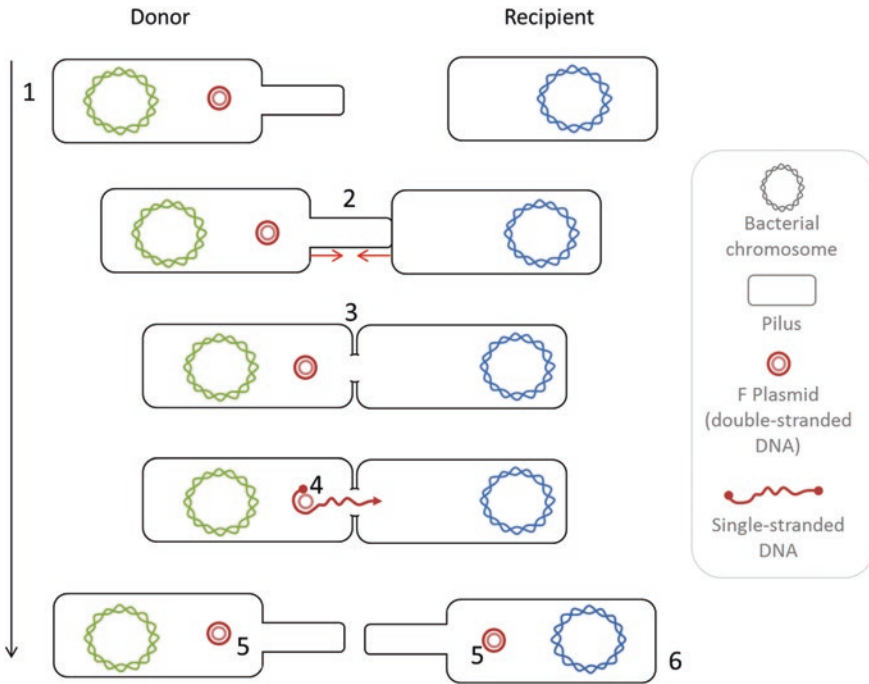 Donor
Recipient
1
2
3
4
5
5
6
Bacterial
chromosome
Pilus
F Plasmid
(double-stranded
DNA)
Single-stranded
DNA